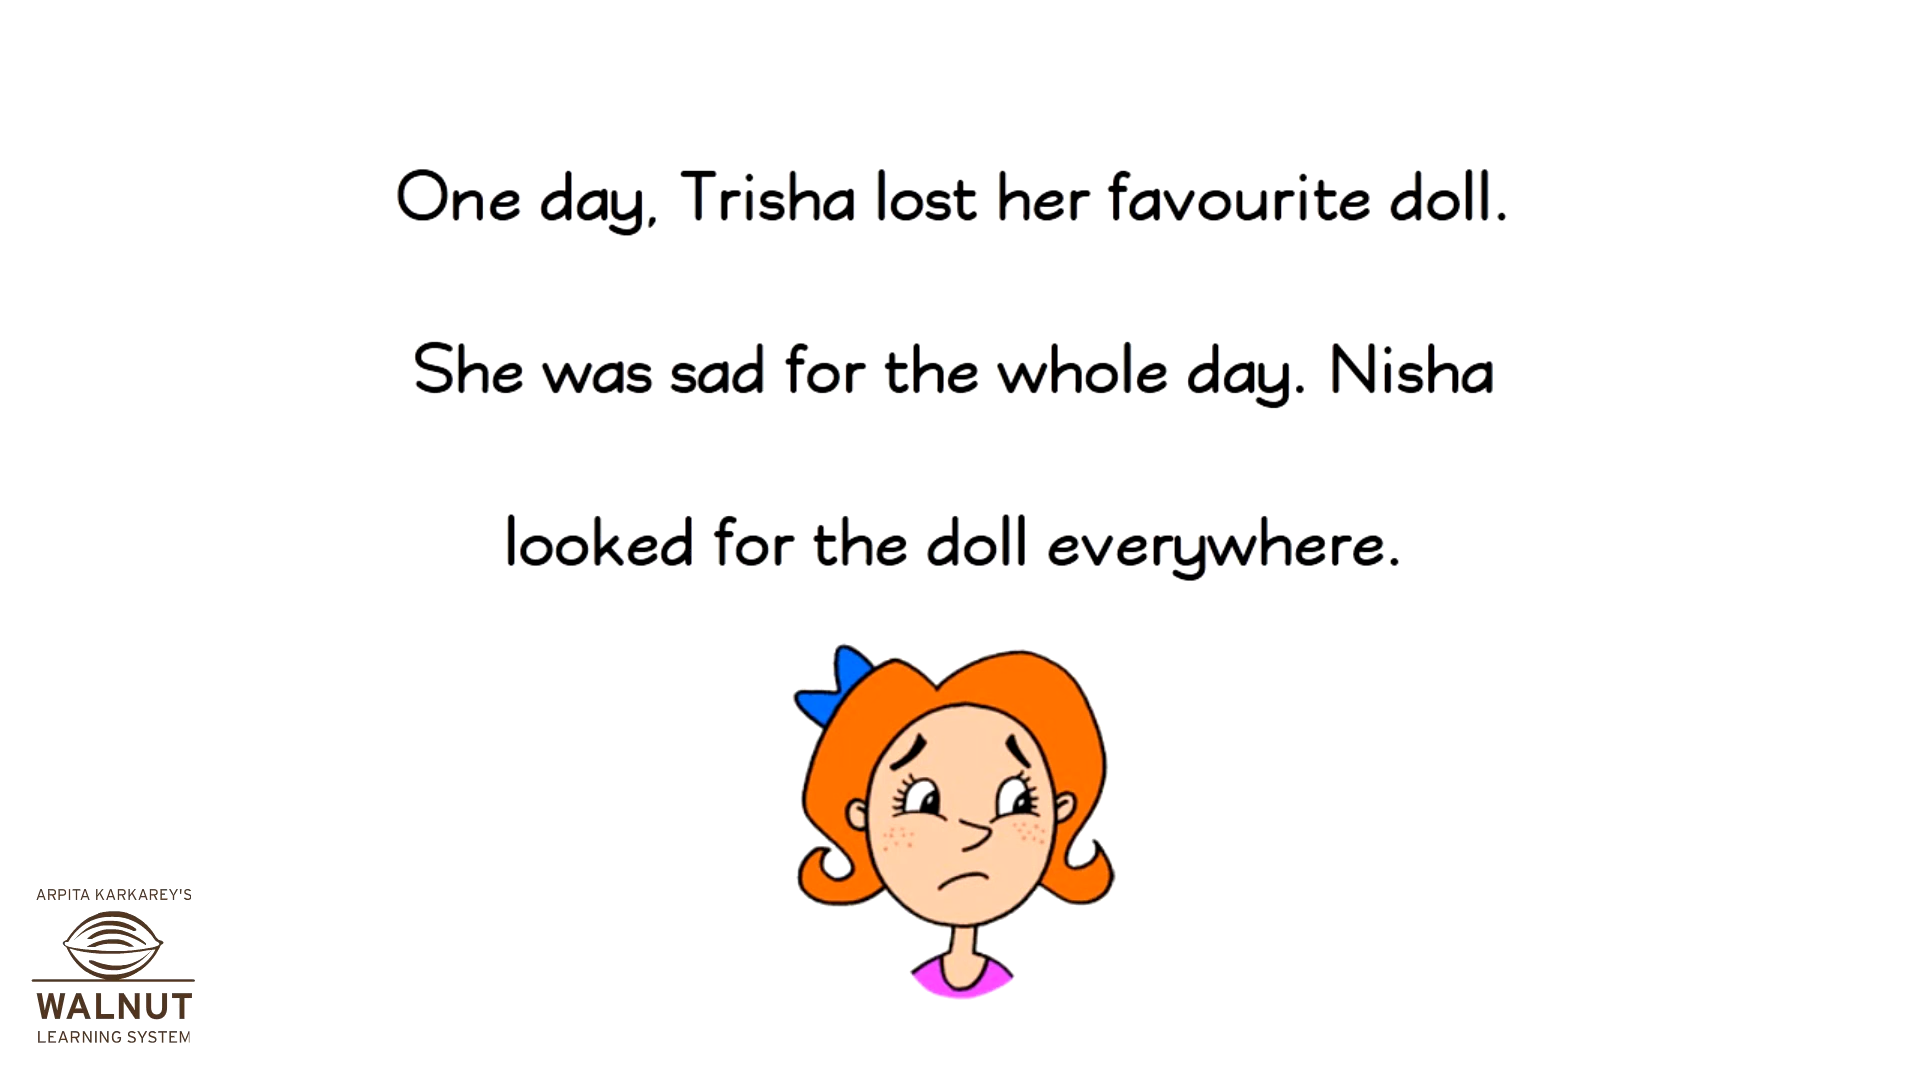 One day, Trisha lost her favourite doll.
She was sad for the whole day. Nisha
looked for the doll everywhere.
ARPITA KARKAREY'S
WALNUT
LEARNING SYSTEM